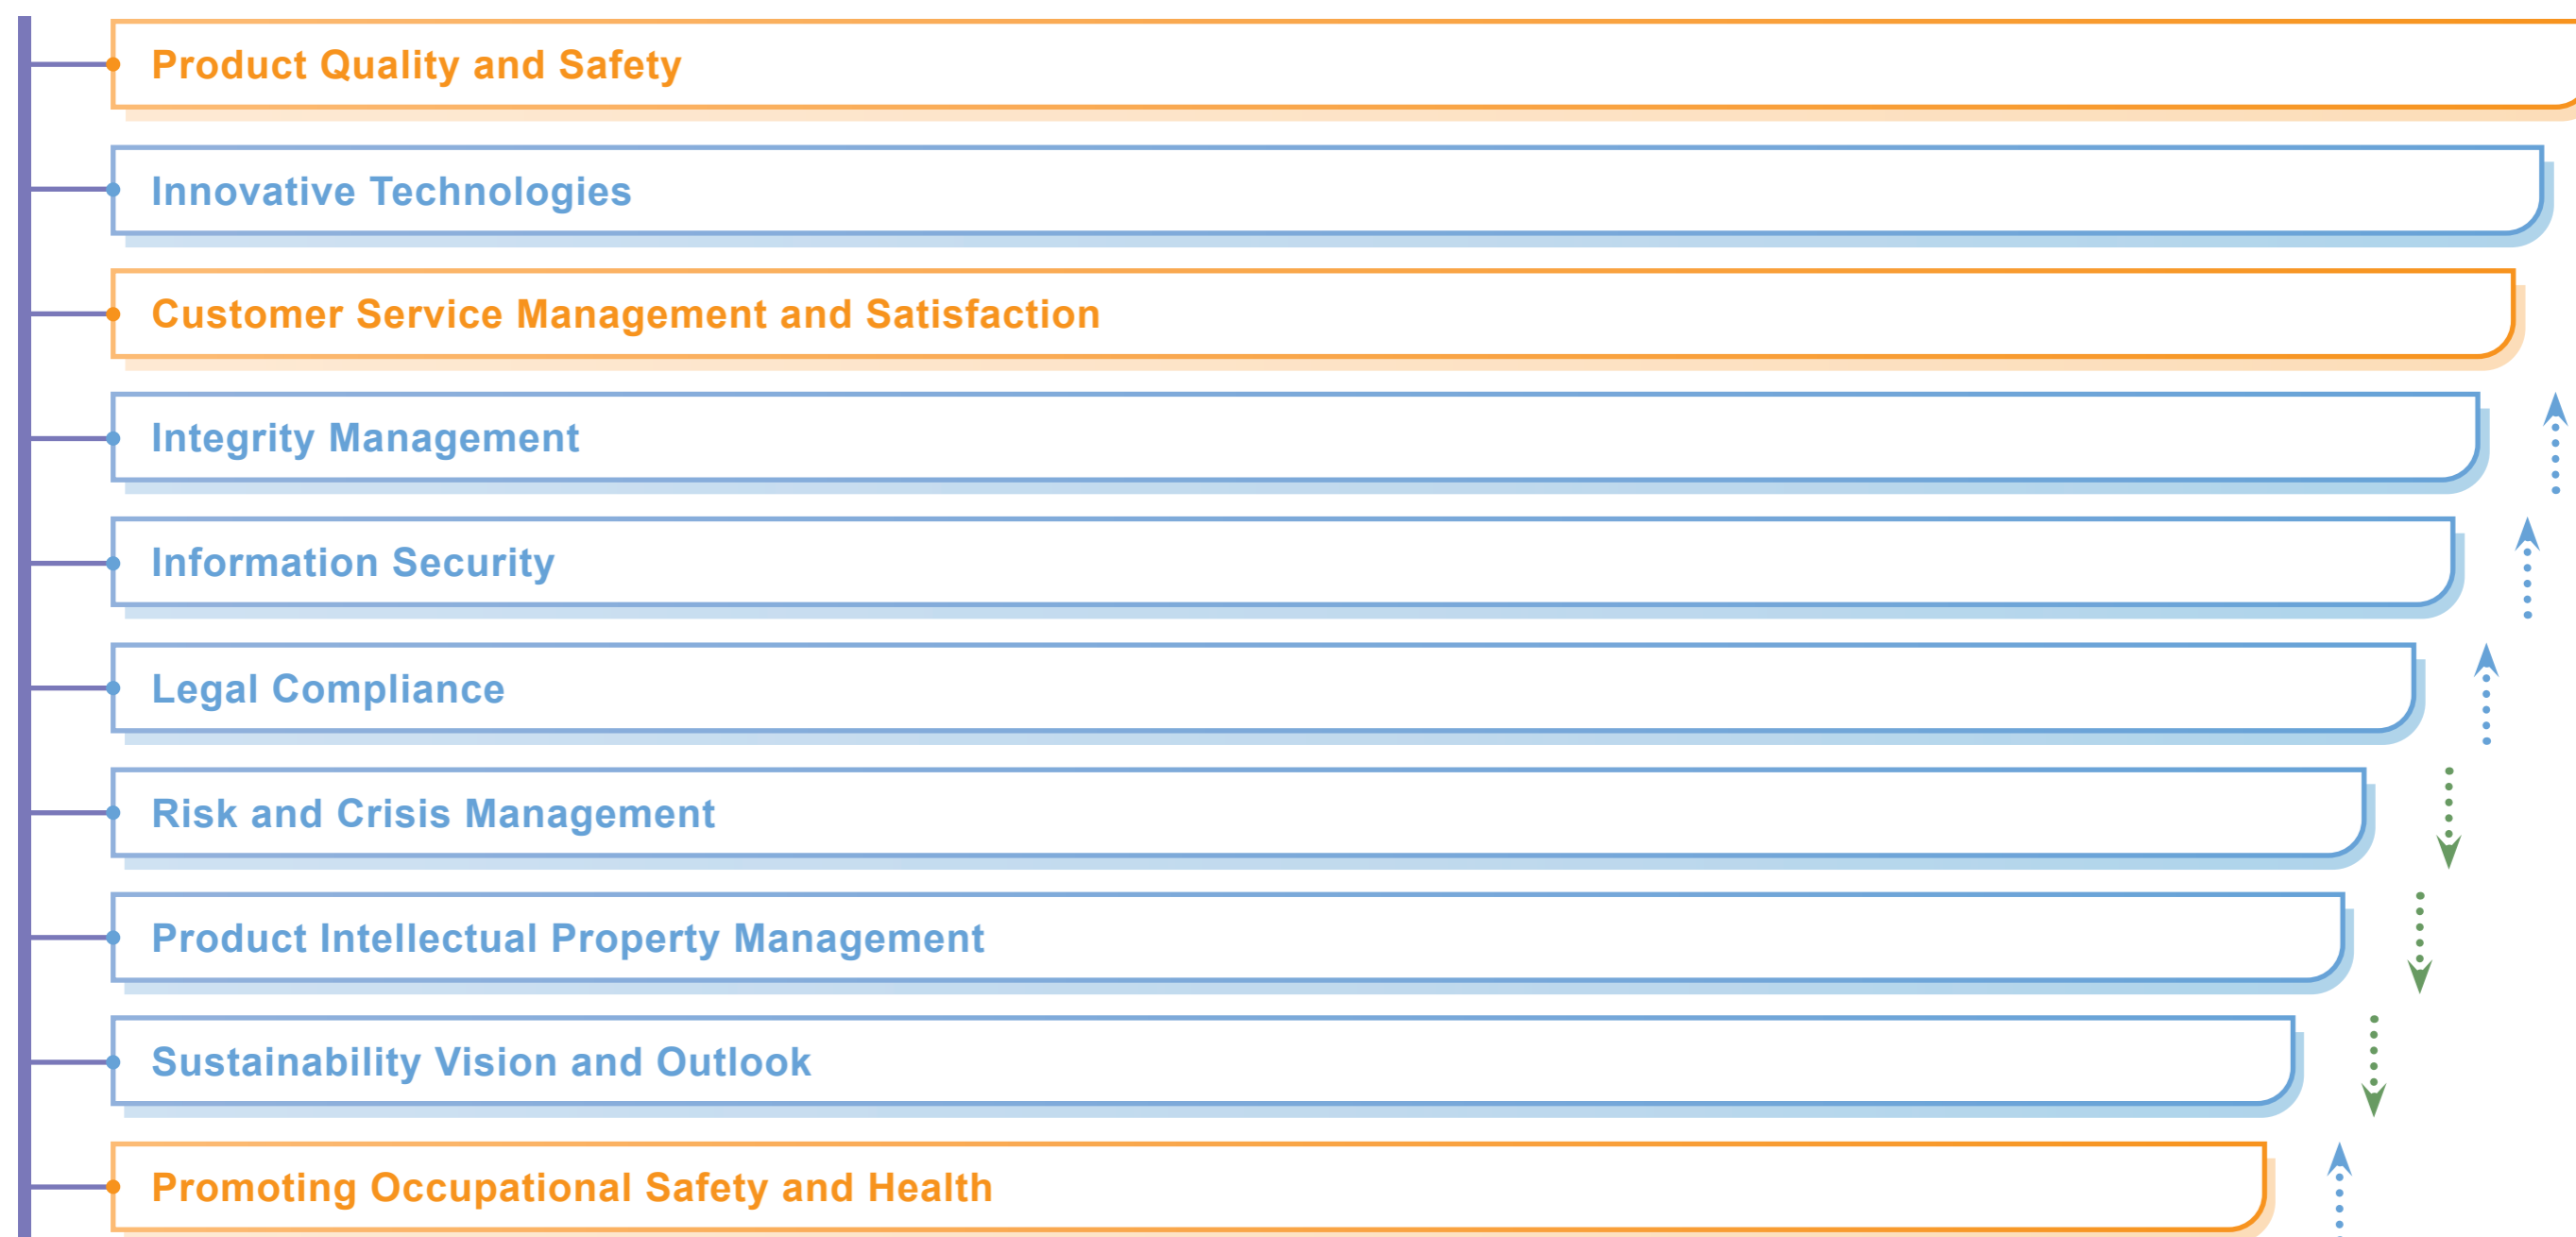 Product Quality and Safety
Innovative Technologies
Customer Service Management and Satisfaction
Integrity Management
Information Security
Legal Compliance
Risk and Crisis Management
Product Intellectual Property Management
Sustainability Vision and Outlook
Promoting Occupational Safety and Health